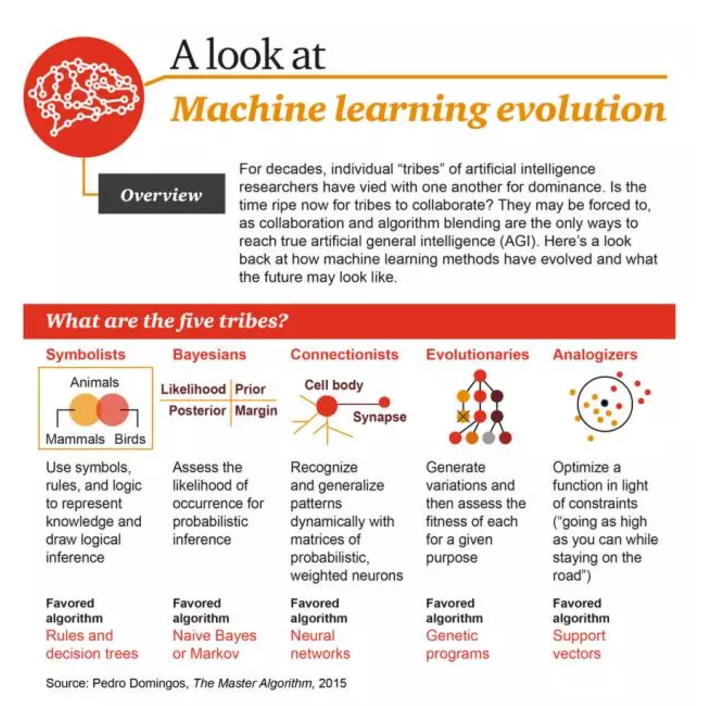 A look at
Machine learning evolution
Overview
For decades, individual “tribes” of artificial intelligence
researchers have vied with one another for dominance. Is the
time ripe now for tribes to collaborate? They may be forced to,
as collaboration and algorithm blending are the only ways to
reach true artificial general intelligence (AGI). Here’s a look
back at how machine learning methods have evolved and what
the future may look like.
What are the five tribes?
Symbolists
Animals
Mammals Birds
Use symbols,
rules, and logic
to represent
knowledge and
draw logical
inference
Favored
algorithm
Rules and
decision trees
Bayesians
Likelihood Prior
Posterior Margin
Assess the
likelihood of
occurrence for
probabilistic
inference
Favored
algorithm
Naive Bayes
or Markov
Connectionists
Cell body
Synapse
Recognize
and generalize
patterns
dynamically with
matrices of
probabilistic,
weighted neurons
Favored
algorithm
Neural
networks
Evolutionaries
Generate
variations and
then assess the
fitness of each
for a given
purpose
Favored
algorithm
Genetic
programs
Analogizers
Optimize a
function in light
of constraints
(“going as high
as you can while
staying on the
road”)
Favored
algorithm
Support
vectors
Source: Pedro Domingos, The Master Algorithm, 2015